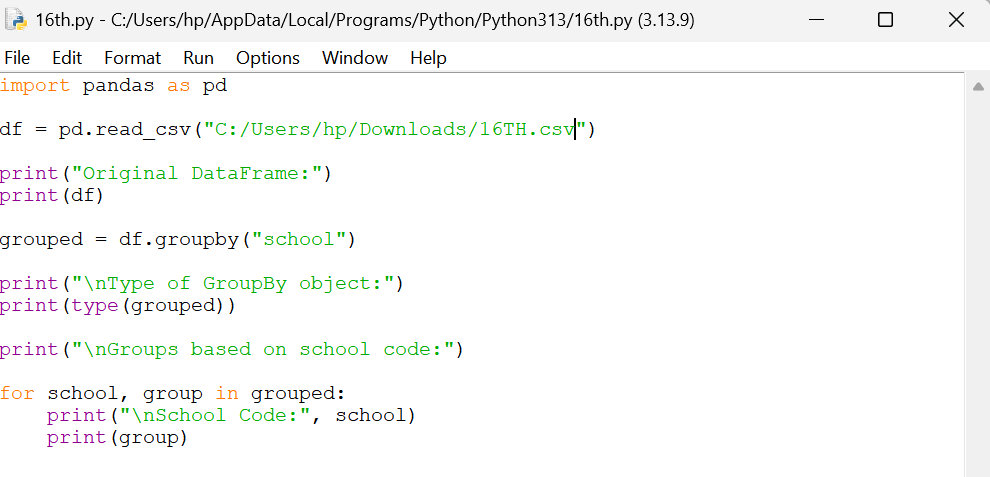 16th.py - C:/Users/hp/AppData/Local/Programs/Python/Python313/16th.py (3.13.9)
File Edit Format Run Options Window Help
import pandas as pd
df = pd.read_csv("C:/Users/hp/Downloads/16TH.csv")
print("Original DataFrame:")
print(df)
grouped = df.groupby("school")
print("\nType of GroupBy object:")
print(type(grouped))
print("\nGroups based on school code:")
for school, group in grouped:
    print("\nSchool Code:", school)
    print(group)